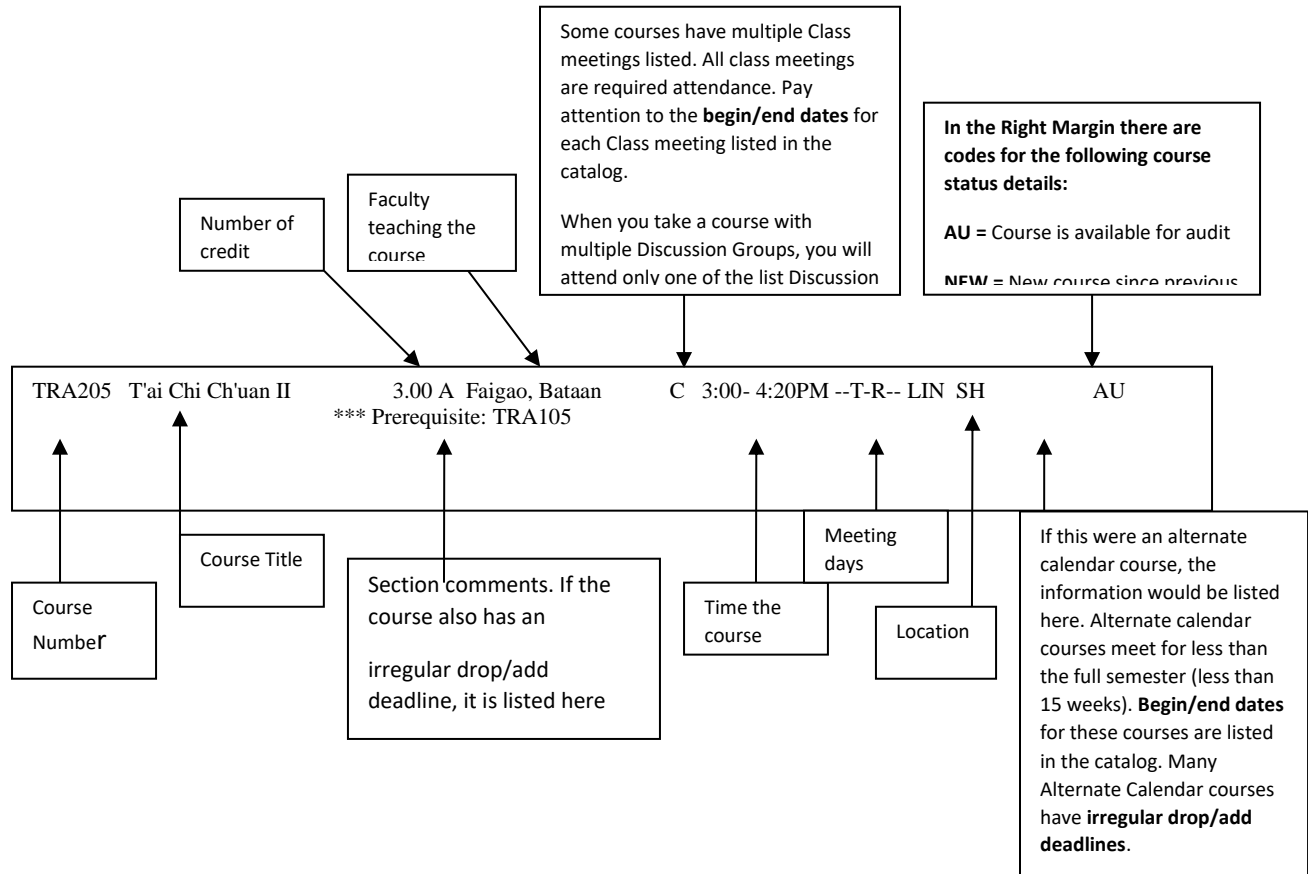 Some courses have multiple Class
meetings listed. All class meetings
are required attendance. Pay
attention to the begin/end dates for
each Class meeting listed in the
catalog.
When you take a course with
multiple Discussion Groups, you will
attend only one of the list Discussion
In the Right Margin there are
codes for the following course
status details:
AU = Course is available for audit
NEW = New course since previous
Number of
credit
Faculty
teaching the
course
TRA205 T'ai Chi Ch'uan II 3.00 A Faigao, Bataan C 3:00- 4:20PM --T-R-- LIN SH AU
*** Prerequisite: TRA105
Course
Number
Course Title
Section comments. If the
course also has an
irregular drop/add
deadline, it is listed here
Time the
course
Meeting
days
Location
If this were an alternate
calendar course, the
information would be listed
here. Alternate calendar
courses meet for less than
the full semester (less than
15 weeks). Begin/end dates
for these courses are listed
in the catalog. Many
Alternate Calendar courses
have irregular drop/add
deadlines.